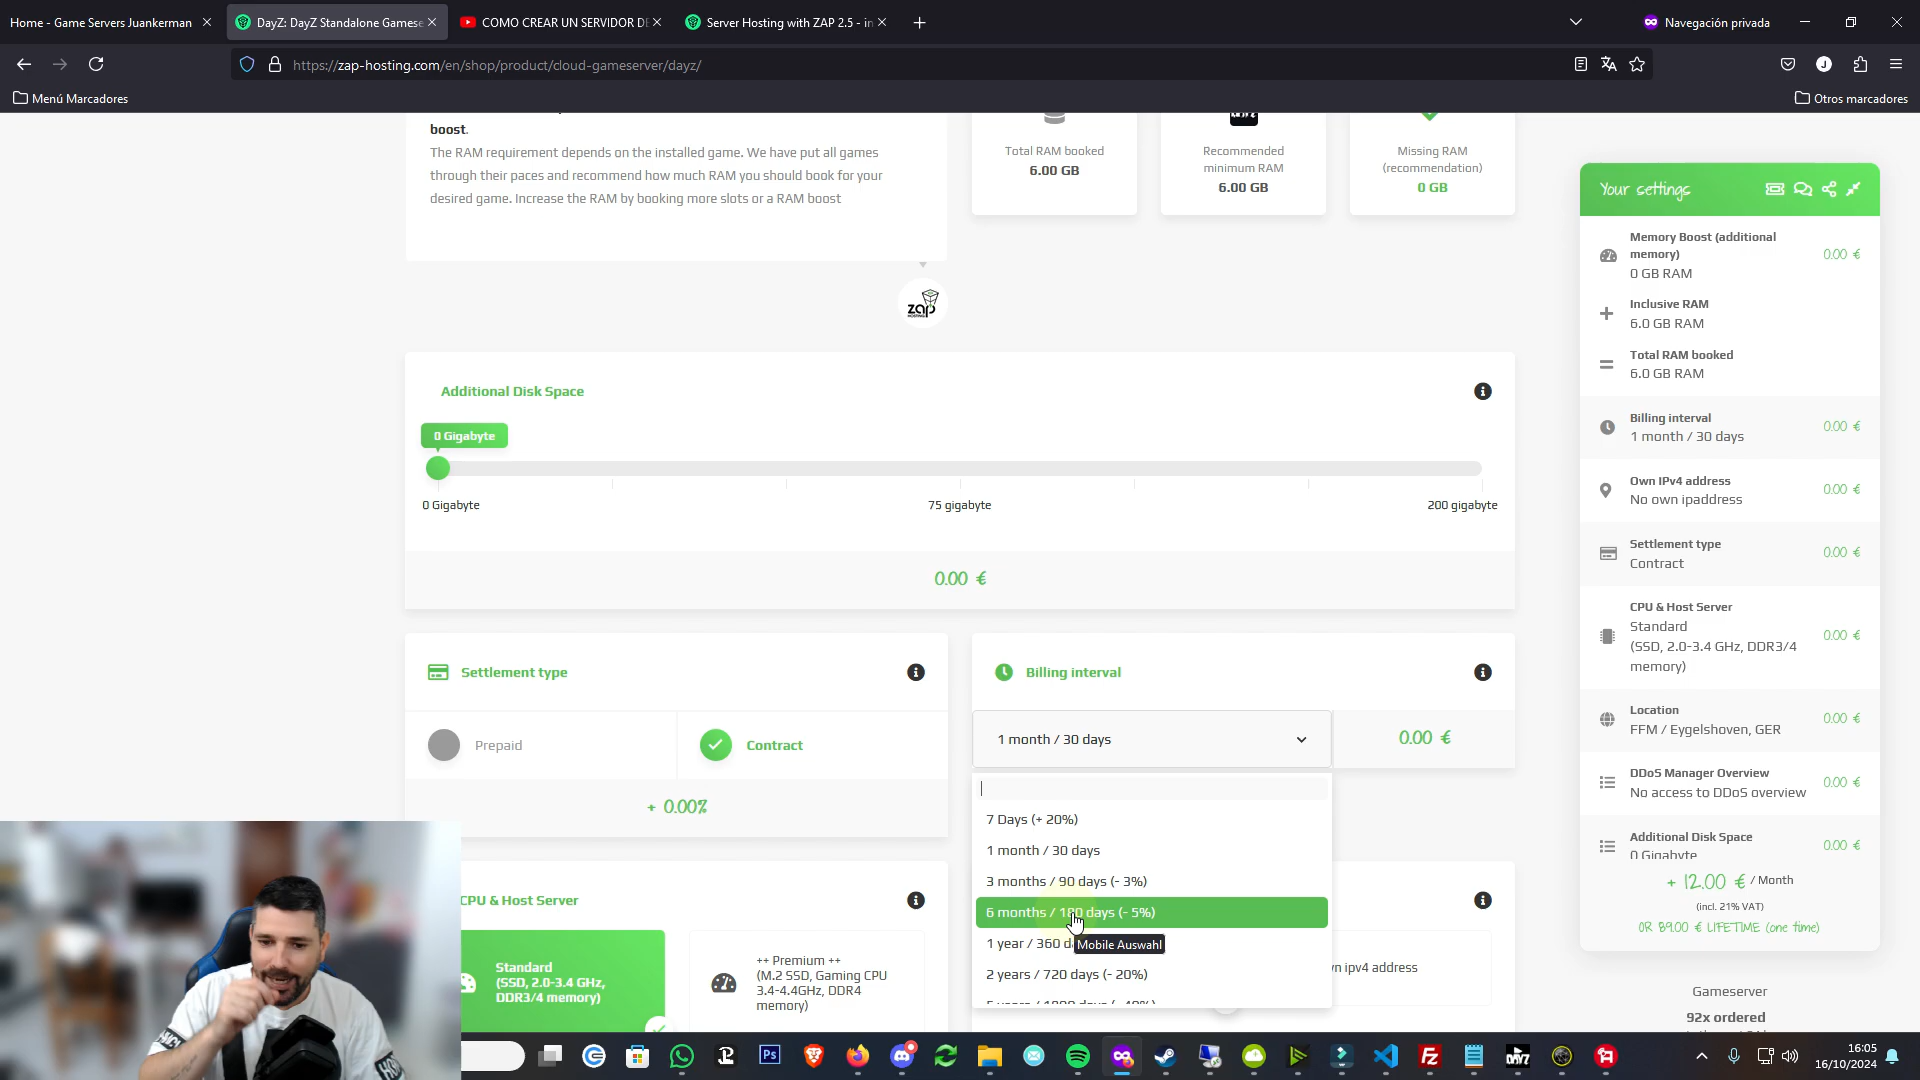 Home - Game Servers Juankerman
DayZ: DayZ Standalone Gamese
COMO CREAR UN SERVIDOR DE
Server Hosting with ZAP 2.5 - in
Navegación privada
https://zap-hosting.com/en/shop/product/cloud-gameserver/dayz/
Menú Marcadores
Otros marcadores
boost.
The RAM requirement depends on the installed game. We have put all games
through their paces and recommend how much RAM you should book for your
desired game. Increase the RAM by booking more slots or a RAM boost
Total RAM booked
6.00 GB
Recommended
minimum RAM
6.00 GB
Missing RAM
(recommendation)
0 GB
zap
HOSTING
Additional Disk Space
0 Gigabyte
0 Gigabyte
75 gigabyte
200 gigabyte
0.00 €
Settlement type
Prepaid
Contract
+ 0.00%
Billing interval
1 month / 30 days
0.00 €
7 Days (+ 20%)
1 month / 30 days
3 months / 90 days (- 3%)
6 months / 180 days (- 5%)
1 year / 360 d
Mobile Auswahl
2 years / 720 days (- 20%)
CPU & Host Server
Standard
(SSD, 2.0-3.4 GHz,
DDR3/4 memory)
++ Premium ++
(M.2 SSD, Gaming CPU
3.4-4.4GHz, DDR4
memory)
n ipv4 address
Your settings
Memory Boost (additional
memory)
0 GB RAM
0.00 €
Inclusive RAM
6.0 GB RAM
Total RAM booked
6.0 GB RAM
Billing interval
1 month / 30 days
0.00 €
Own IPv4 address
No own ipaddress
0.00 €
Settlement type
Contract
0.00 €
CPU & Host Server
Standard
(SSD, 2.0-3.4 GHz, DDR3/4
memory)
0.00 €
Location
FFM / Eygelshoven, GER
0.00 €
DDoS Manager Overview
No access to DDoS overview
0.00 €
Additional Disk Space
0 Gigabyte
0.00 €
+ 12.00 € / Month
(incl. 21% VAT)
OR 89.00 € LIFETIME (one time)
Gameserver
92x ordered
16:05
16/10/2024